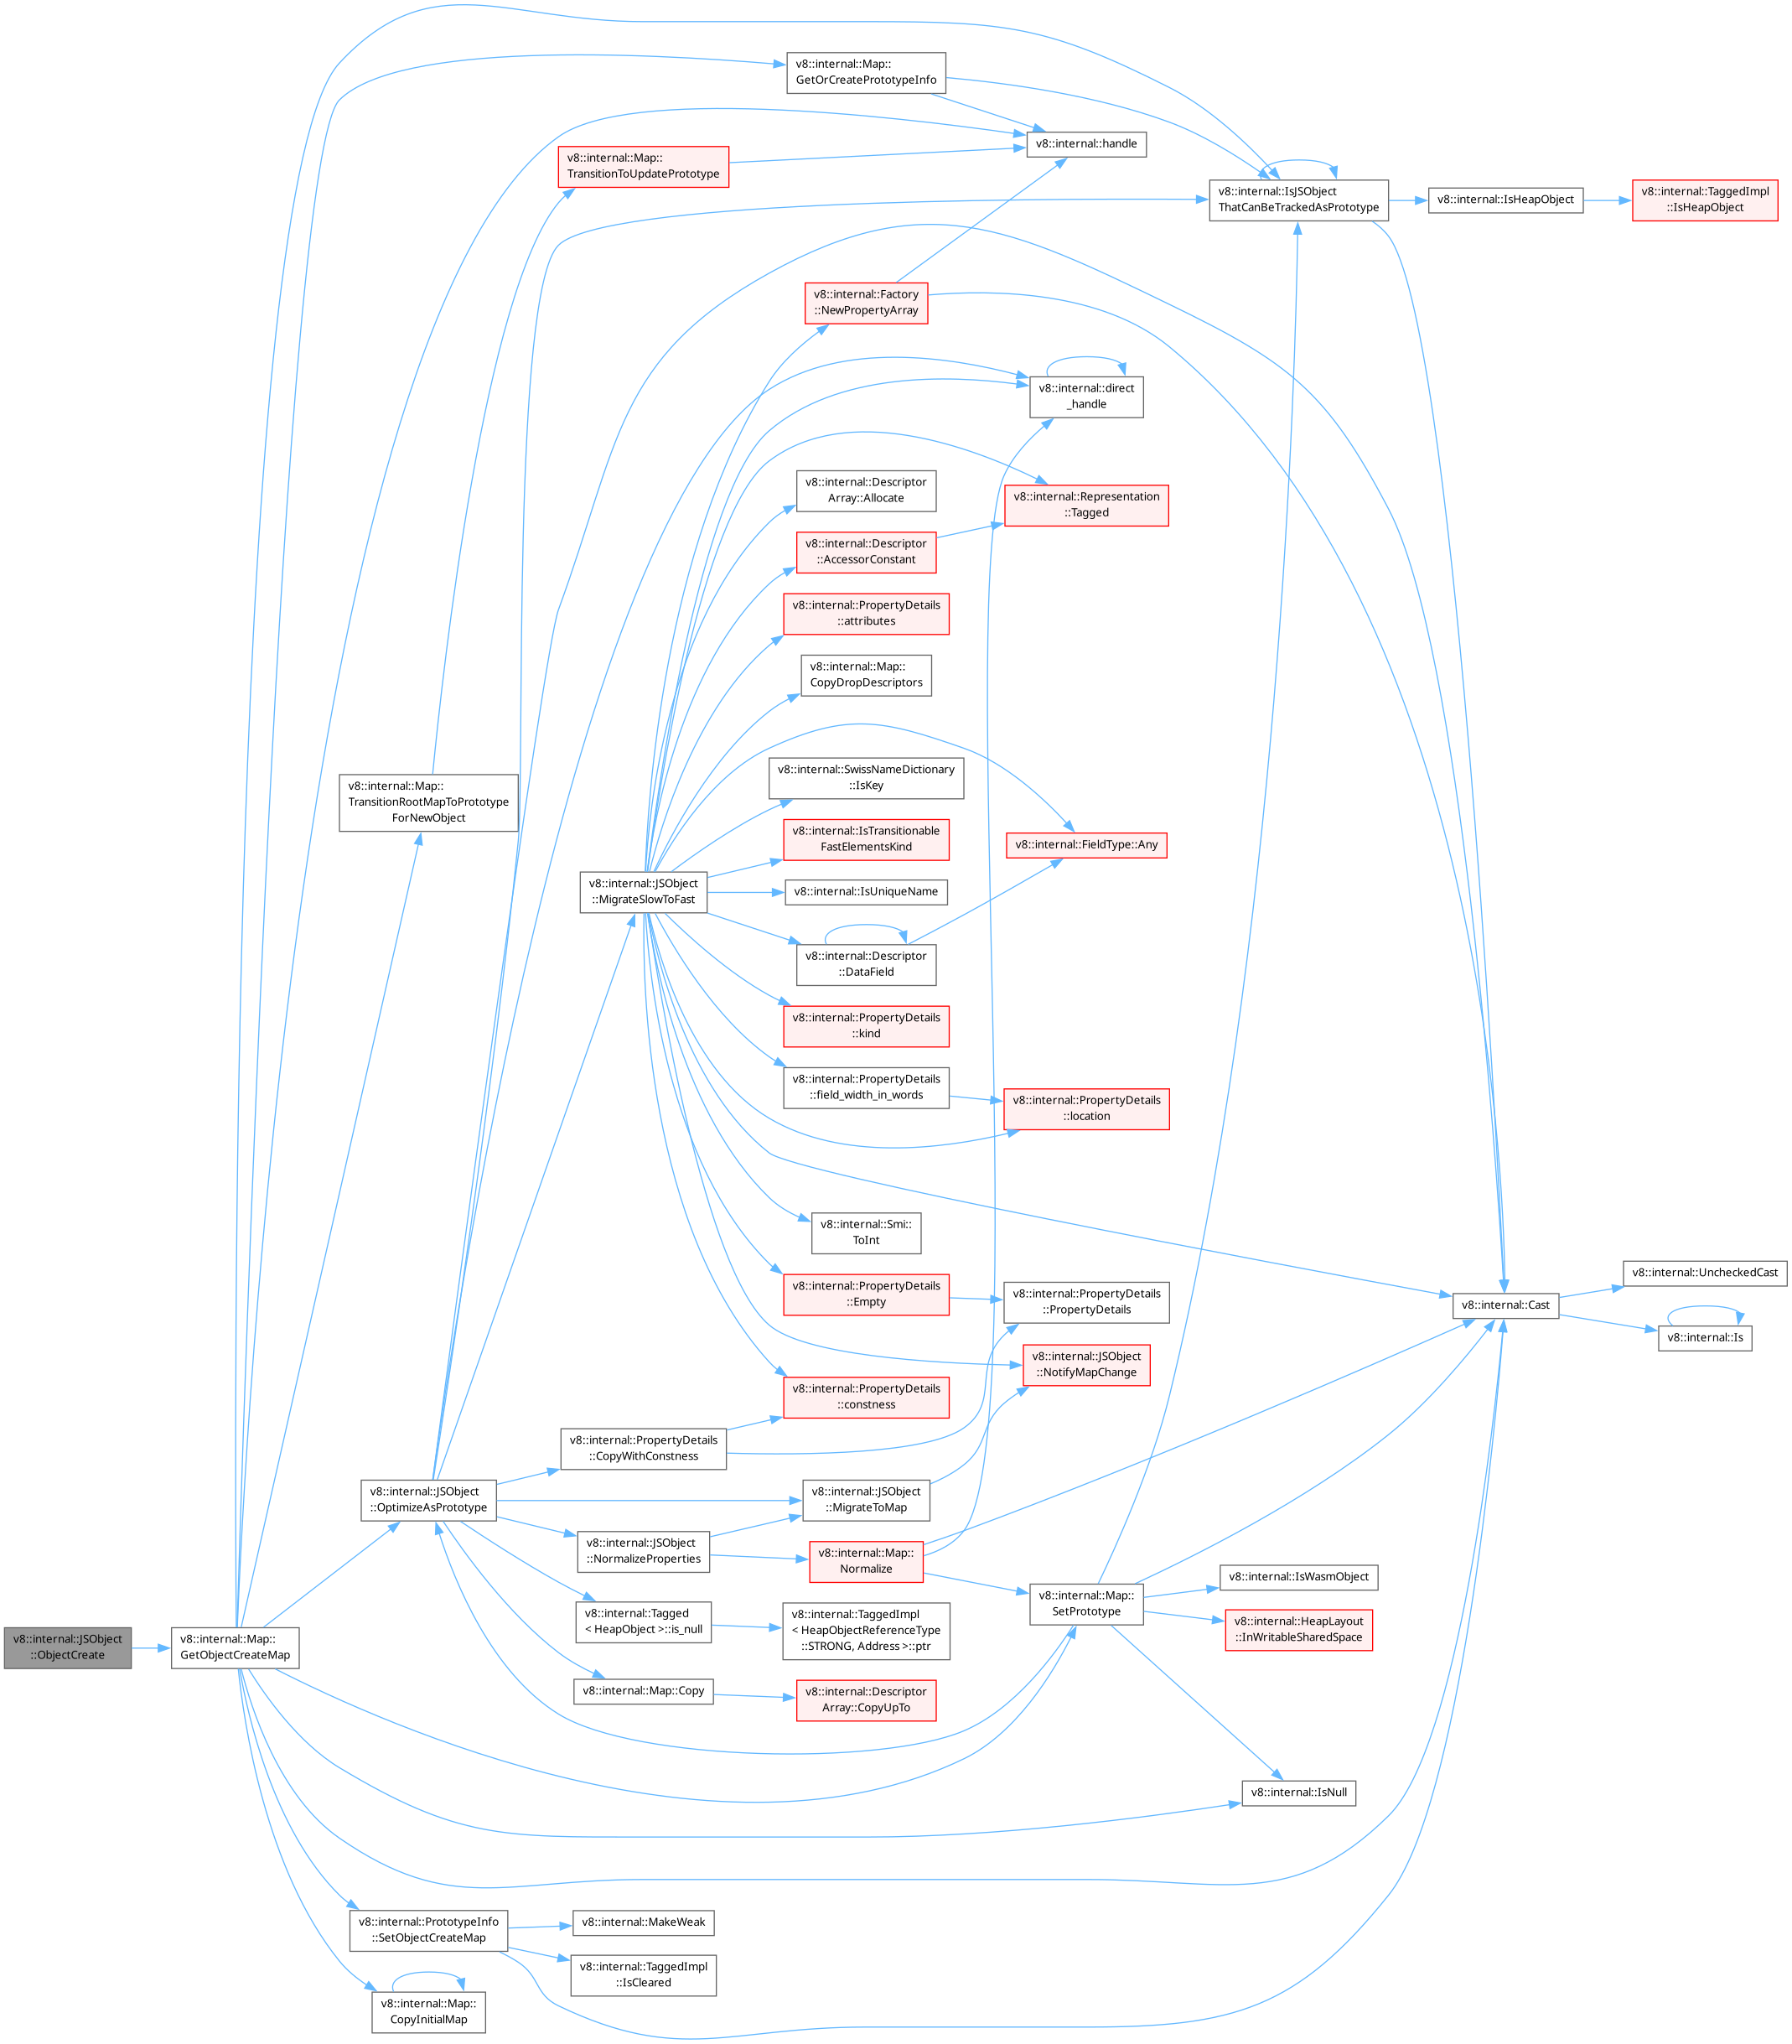 v8::internal::Map::
GetOrCreatePrototypeInfo
v8::internal::handle
v8::internal::Map::
TransitionToUpdatePrototype
v8::internal::IsJSObject
ThatCanBeTrackedAsPrototype
v8::internal::IsHeapObject
v8::internal::TaggedImpl
::IsHeapObject
v8::internal::Factory
::NewPropertyArray
v8::internal::direct
_handle
v8::internal::Descriptor
Array::Allocate
v8::internal::Representation
::Tagged
v8::internal::Descriptor
::AccessorConstant
v8::internal::PropertyDetails
::attributes
v8::internal::Map::
CopyDropDescriptors
v8::internal::Map::
TransitionRootMapToPrototype
ForNewObject
v8::internal::SwissNameDictionary
::IsKey
v8::internal::IsTransitionable
FastElementsKind
v8::internal::FieldType::Any
v8::internal::JSObject
::MigrateSlowToFast
v8::internal::IsUniqueName
v8::internal::Descriptor
::DataField
v8::internal::PropertyDetails
::kind
v8::internal::PropertyDetails
::field_width_in_words
v8::internal::PropertyDetails
::location
v8::internal::Smi::
ToInt
v8::internal::PropertyDetails
::Empty
v8::internal::PropertyDetails
::PropertyDetails
v8::internal::Cast
v8::internal::UncheckedCast
v8::internal::Is
v8::internal::JSObject
::NotifyMapChange
v8::internal::PropertyDetails
::constness
v8::internal::PropertyDetails
::CopyWithConstness
v8::internal::JSObject
::OptimizeAsPrototype
v8::internal::JSObject
::MigrateToMap
v8::internal::JSObject
::NormalizeProperties
v8::internal::Map::
Normalize
v8::internal::Map::
SetPrototype
v8::internal::IsWasmObject
v8::internal::HeapLayout
::InWritableSharedSpace
v8::internal::Tagged
< HeapObject >::is_null
v8::internal::TaggedImpl
< HeapObjectReferenceType
::STRONG, Address >::ptr
v8::internal::JSObject
::ObjectCreate
v8::internal::Map::
GetObjectCreateMap
v8::internal::Map::Copy
v8::internal::Descriptor
Array::CopyUpTo
v8::internal::IsNull
v8::internal::PrototypeInfo
::SetObjectCreateMap
v8::internal::MakeWeak
v8::internal::TaggedImpl
::IsCleared
v8::internal::Map::
CopyInitialMap